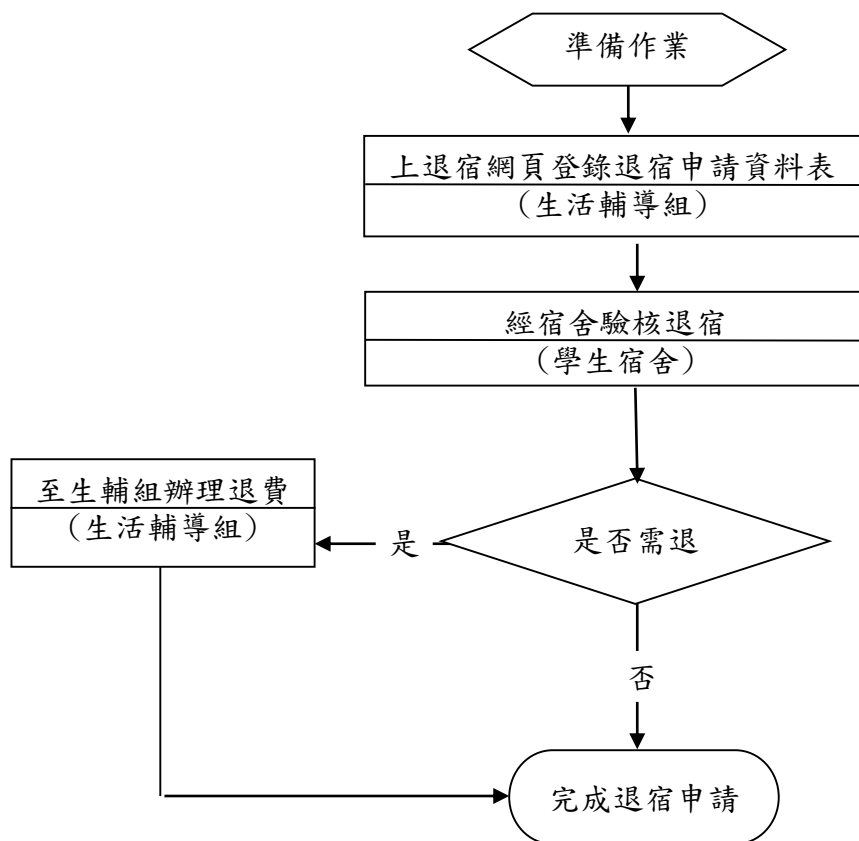 準備作業
上退宿網頁登錄退宿申請資料表
（生活輔導組）
經宿舍驗核退宿
（學生宿舍）
至生輔組辦理退費
（生活輔導組）
是
是否需退
否
完成退宿申請